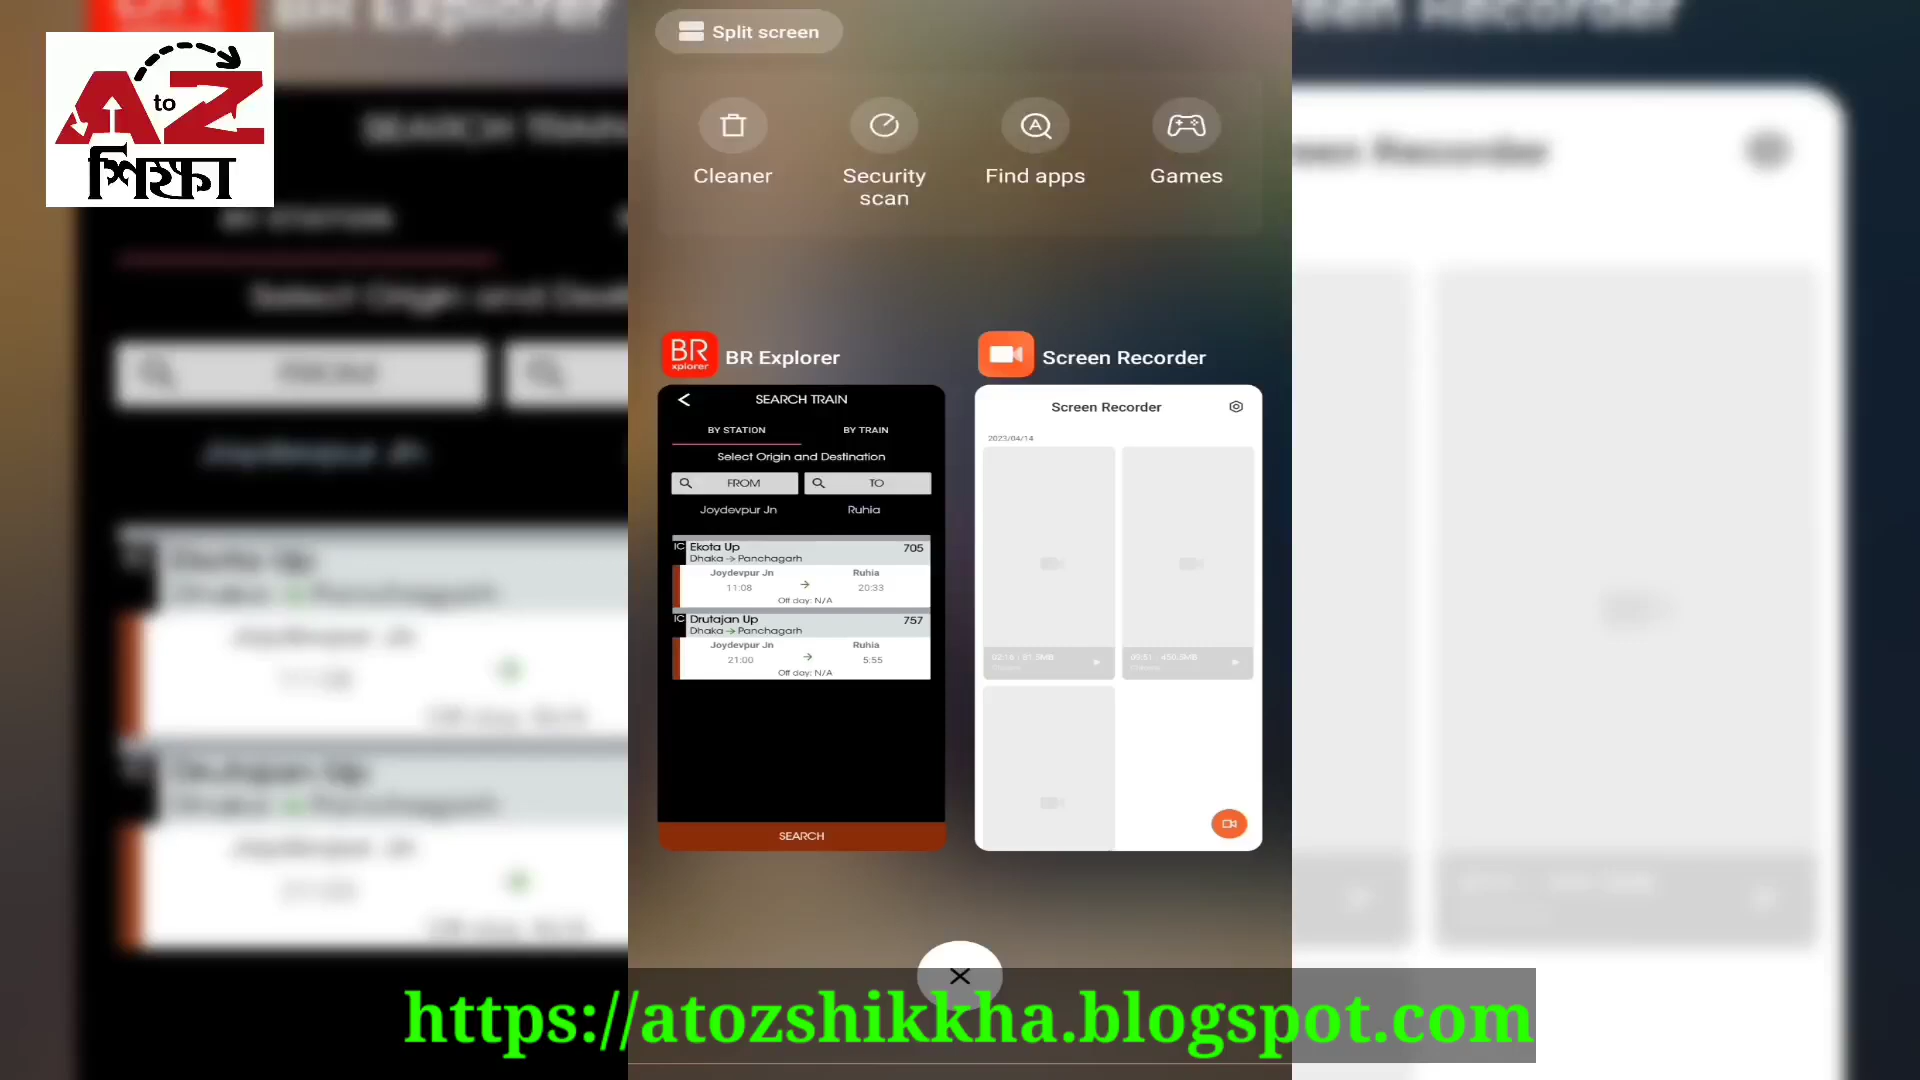 A to Z
শিক্ষা
Split screen
Cleaner
Security scan
Find apps
Games
BR xplorer
BR Explorer
SEARCH TRAIN
BY STATION
BY TRAIN
Select Origin and Destination
FROM
TO
Joydevpur Jn
Ruhia
IC Ekota Up 705
Dhaka → Panchagarh
Joydevpur Jn Ruhia
11:08 → 20:33
Off day: N/A
IC Drutajan Up 757
Dhaka → Panchagarh
Joydevpur Jn Ruhia
21:00 → 5:55
Off day: N/A
SEARCH
Screen Recorder
Screen Recorder
2023/04/14
https://atozshikkha.blogspot.com